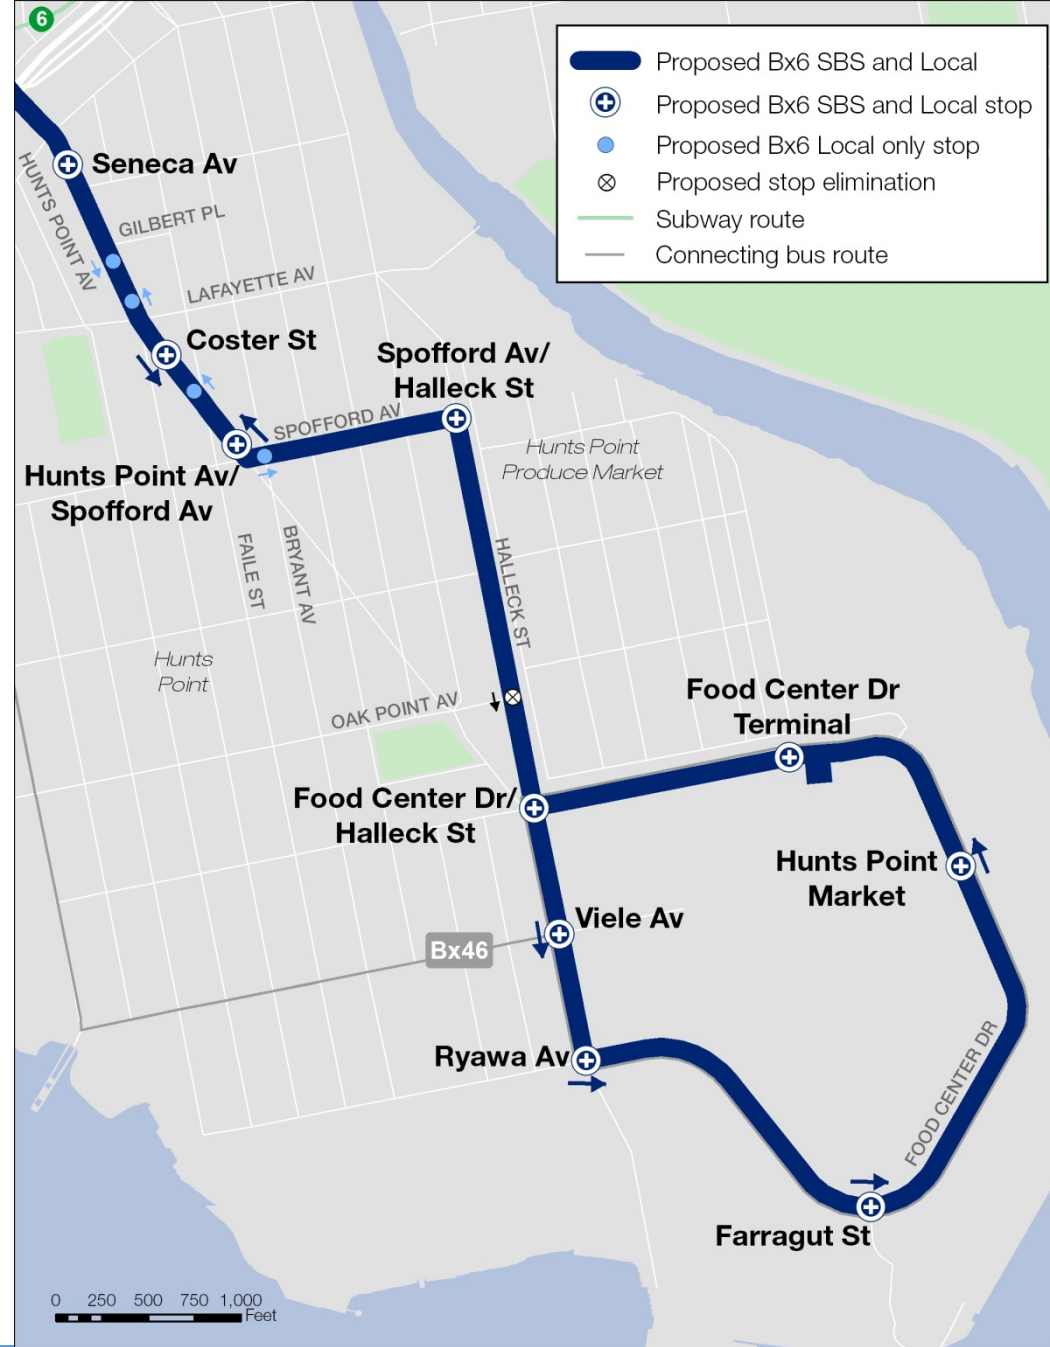 6
Proposed Bx6 SBS and Local
Proposed Bx6 SBS and Local stop
Proposed Bx6 Local only stop
Proposed stop elimination
Subway route
Connecting bus route
Seneca Av
HUNTS POINT AV
GILBERT PL
LAFAYETTE AV
Coster St
Spofford Av/
Halleck St
SPOFFORD AV
Hunts Point
Produce Market
Hunts Point Av/
Spofford Av
FAILE ST
BRYANT AV
HALLECK ST
Hunts
Point
OAK POINT AV
Food Center Dr
Terminal
Food Center Dr/
Halleck St
Hunts Point
Market
Viele Av
Bx46
Ryawa Av
FOOD CENTER DR
Farragut St
0 250 500 750 1,000
Feet